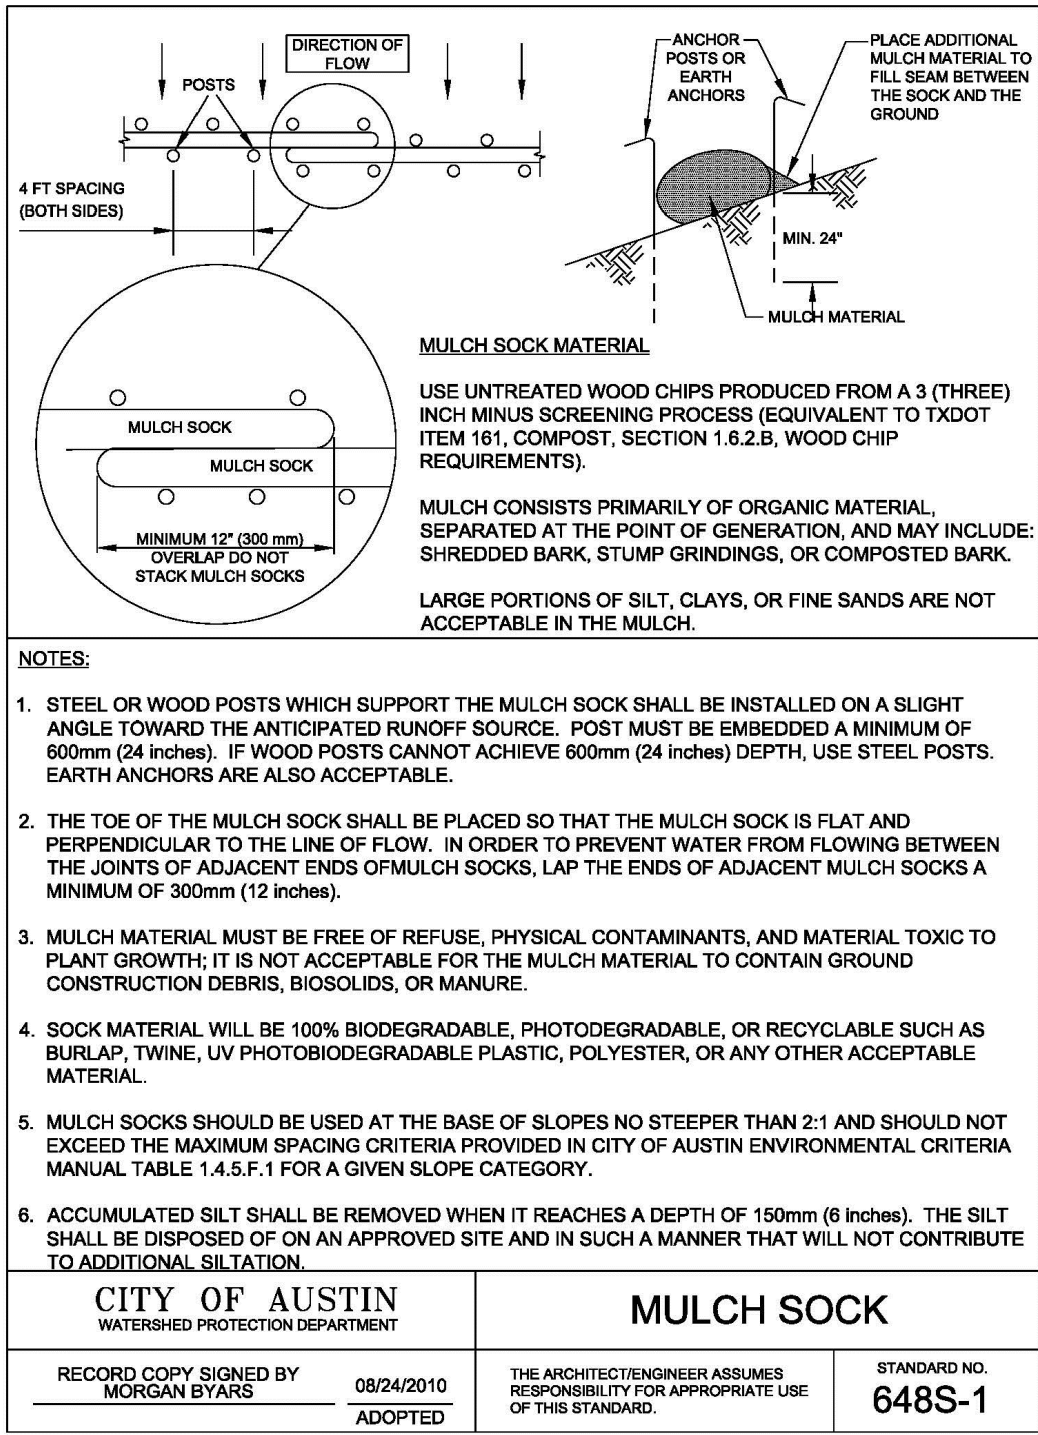 DIRECTION OF
FLOW
POSTS
4 FT SPACING
(BOTH SIDES)
ANCHOR
POSTS OR
EARTH
ANCHORS
PLACE ADDITIONAL
MULCH MATERIAL TO
FILL SEAM BETWEEN
THE SOCK AND THE
GROUND
MIN. 24"
MULCH MATERIAL
MULCH SOCK
MULCH SOCK
MINIMUM 12" (300 mm)
OVERLAP DO NOT
STACK MULCH SOCKS
MULCH SOCK MATERIAL
USE UNTREATED WOOD CHIPS PRODUCED FROM A 3 (THREE)
INCH MINUS SCREENING PROCESS (EQUIVALENT TO TXDOT
ITEM 161, COMPOST, SECTION 1.6.2.B, WOOD CHIP
REQUIREMENTS).
MULCH CONSISTS PRIMARILY OF ORGANIC MATERIAL,
SEPARATED AT THE POINT OF GENERATION, AND MAY INCLUDE:
SHREDDED BARK, STUMP GRINDINGS, OR COMPOSTED BARK.
LARGE PORTIONS OF SILT, CLAYS, OR FINE SANDS ARE NOT
ACCEPTABLE IN THE MULCH.
NOTES:
1. STEEL OR WOOD POSTS WHICH SUPPORT THE MULCH SOCK SHALL BE INSTALLED ON A SLIGHT
ANGLE TOWARD THE ANTICIPATED RUNOFF SOURCE. POST MUST BE EMBEDDED A MINIMUM OF
600mm (24 inches). IF WOOD POSTS CANNOT ACHIEVE 600mm (24 inches) DEPTH, USE STEEL POSTS.
EARTH ANCHORS ARE ALSO ACCEPTABLE.
2. THE TOE OF THE MULCH SOCK SHALL BE PLACED SO THAT THE MULCH SOCK IS FLAT AND
PERPENDICULAR TO THE LINE OF FLOW. IN ORDER TO PREVENT WATER FROM FLOWING BETWEEN
THE JOINTS OF ADJACENT ENDS OFMULCH SOCKS, LAP THE ENDS OF ADJACENT MULCH SOCKS A
MINIMUM OF 300mm (12 inches).
3. MULCH MATERIAL MUST BE FREE OF REFUSE, PHYSICAL CONTAMINANTS, AND MATERIAL TOXIC TO
PLANT GROWTH; IT IS NOT ACCEPTABLE FOR THE MULCH MATERIAL TO CONTAIN GROUND
CONSTRUCTION DEBRIS, BIOSOLIDS, OR MANURE.
4. SOCK MATERIAL WILL BE 100% BIODEGRADABLE, PHOTODEGRADABLE, OR RECYCLABLE SUCH AS
BURLAP, TWINE, UV PHOTOBIODEGRADABLE PLASTIC, POLYESTER, OR ANY OTHER ACCEPTABLE
MATERIAL.
5. MULCH SOCKS SHOULD BE USED AT THE BASE OF SLOPES NO STEEPER THAN 2:1 AND SHOULD NOT
EXCEED THE MAXIMUM SPACING CRITERIA PROVIDED IN CITY OF AUSTIN ENVIRONMENTAL CRITERIA
MANUAL TABLE 1.4.5.F.1 FOR A GIVEN SLOPE CATEGORY.
6. ACCUMULATED SILT SHALL BE REMOVED WHEN IT REACHES A DEPTH OF 150mm (6 inches). THE SILT
SHALL BE DISPOSED OF ON AN APPROVED SITE AND IN SUCH A MANNER THAT WILL NOT CONTRIBUTE
TO ADDITIONAL SILTATION.
CITY OF AUSTIN
WATERSHED PROTECTION DEPARTMENT
MULCH SOCK
RECORD COPY SIGNED BY
MORGAN BYARS
08/24/2010
ADOPTED
THE ARCHITECT/ENGINEER ASSUMES
RESPONSIBILITY FOR APPROPRIATE USE
OF THIS STANDARD.
STANDARD NO.
648S-1